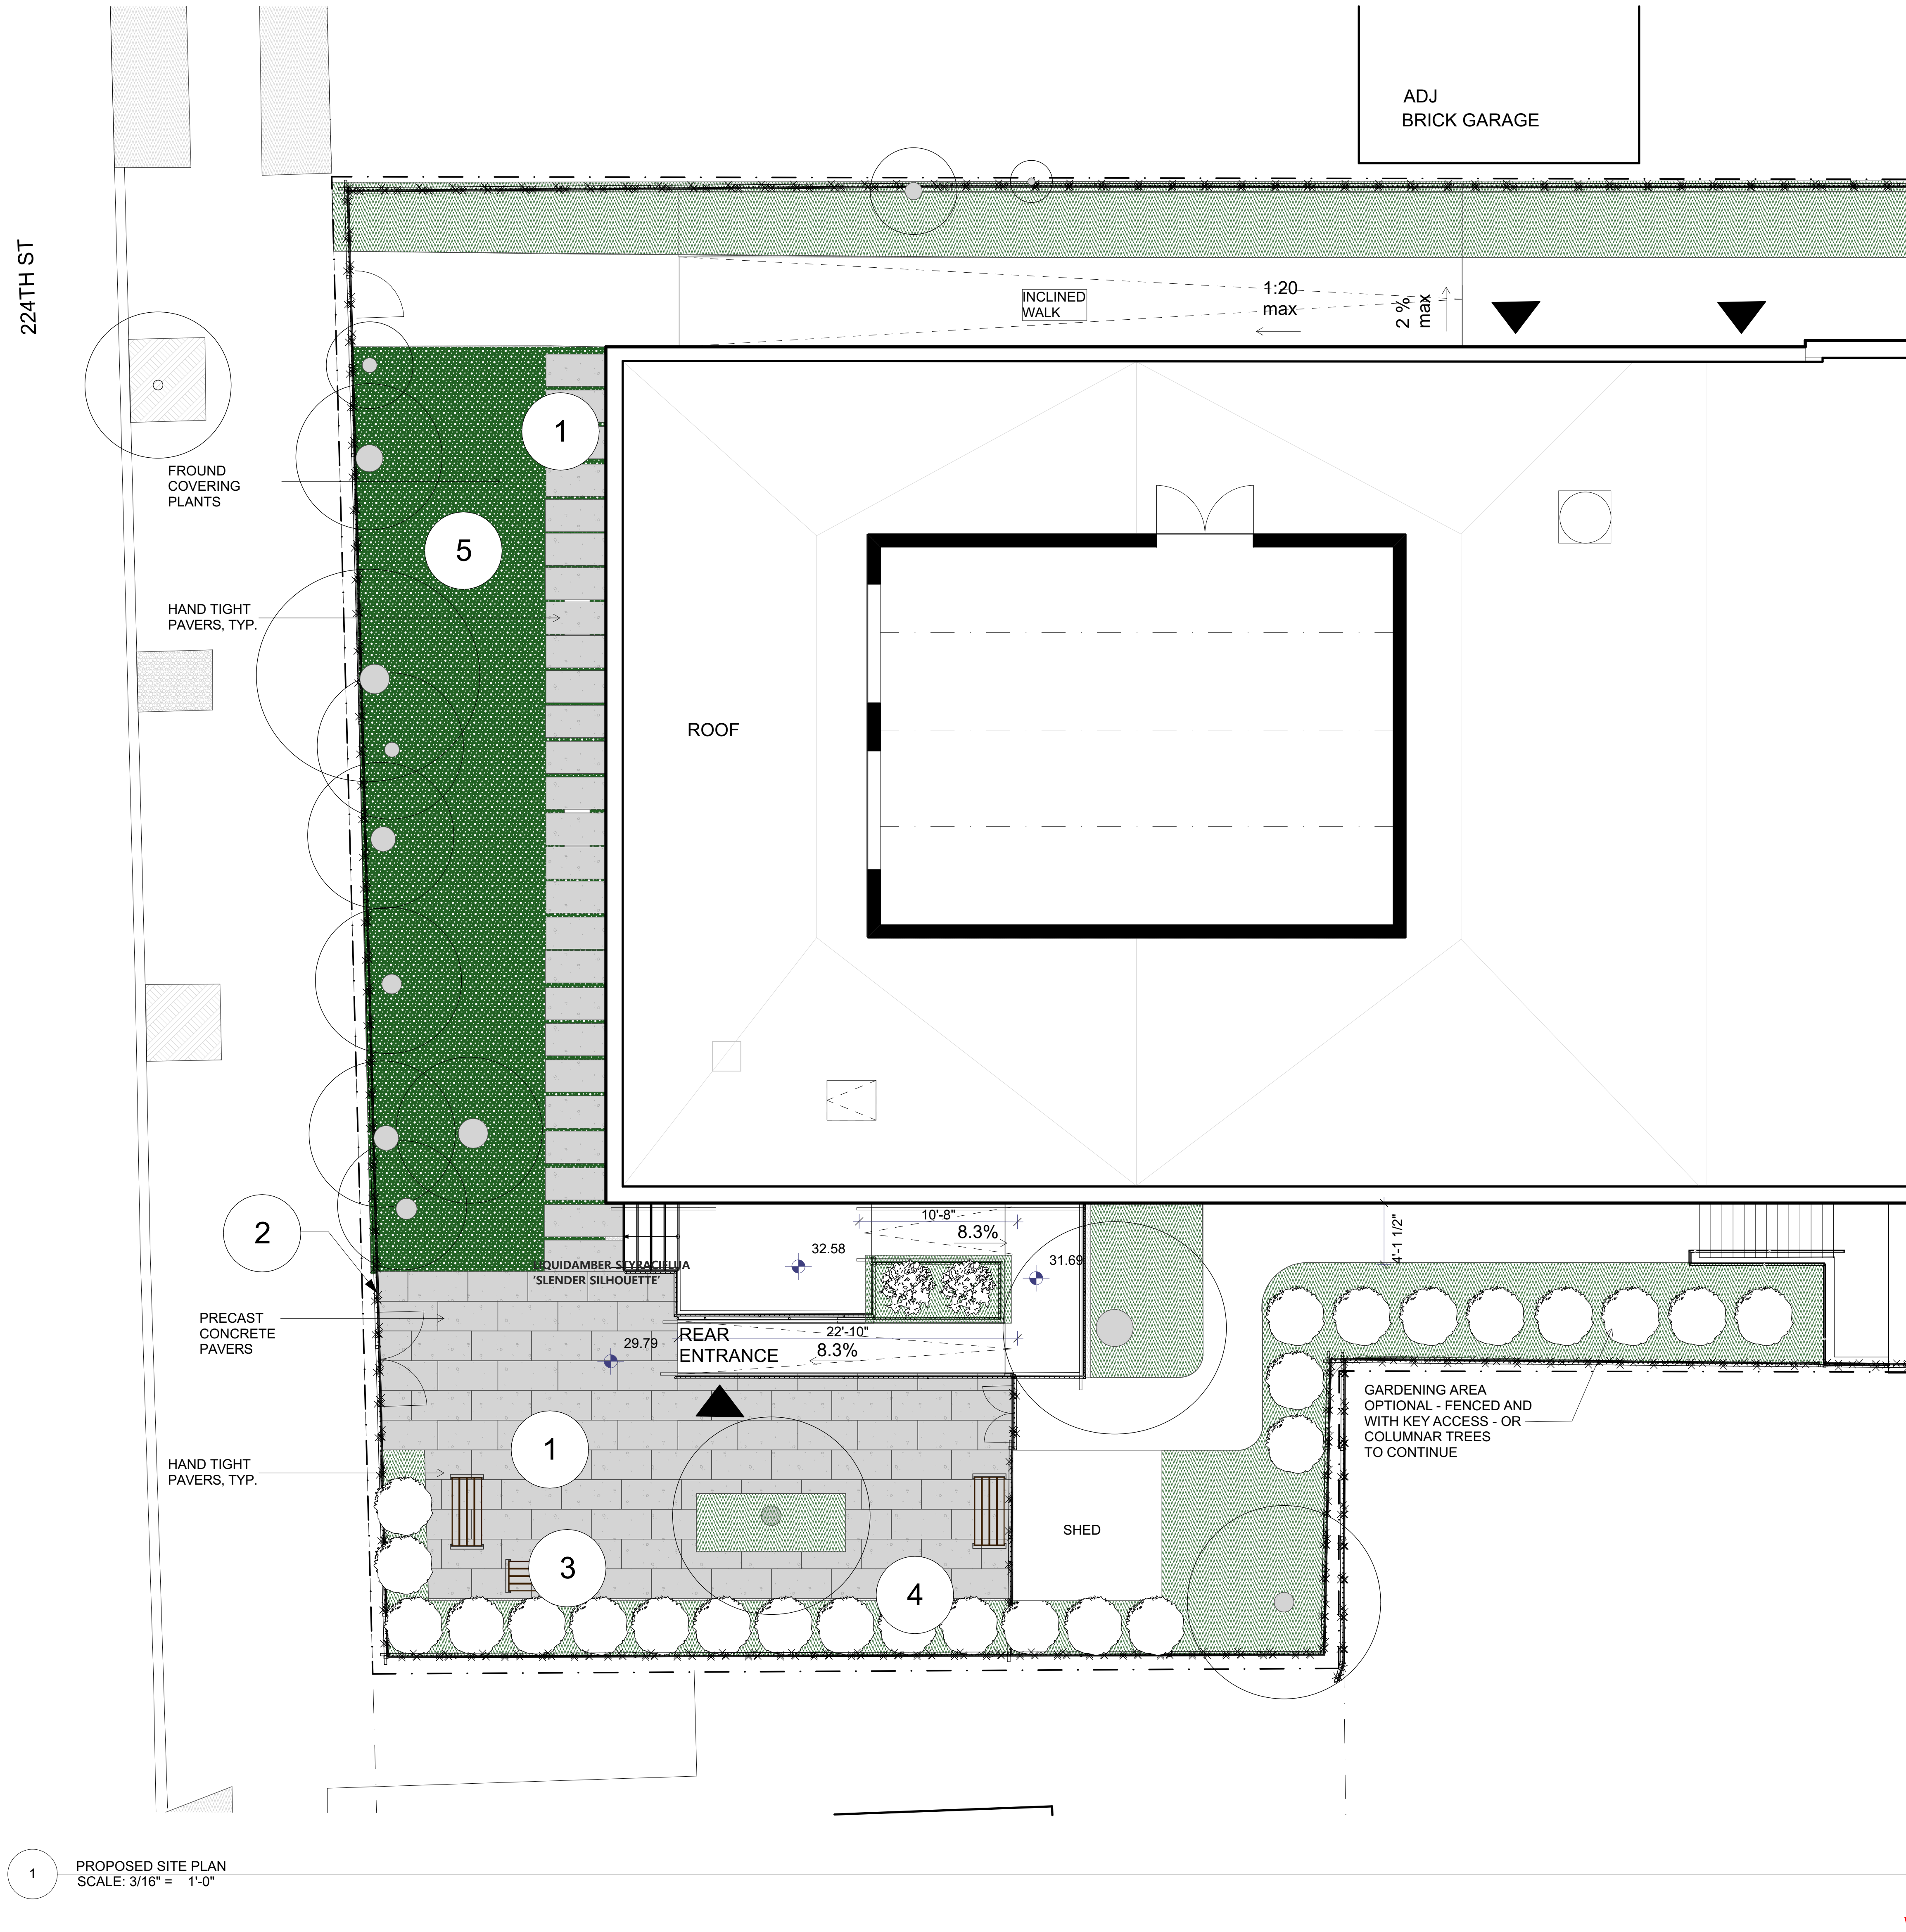 ADJ
BRICK GARAGE
224TH ST
INCLINED
WALK
1:20
max
2 %
max
1
FROUND
COVERING
PLANTS
5
HAND TIGHT
PAVERS, TYP.
ROOF
2
10'-8"
8.3%
32.58
31.69
4'-1 1/2"
LIQUIDAMBER STYRACIFLUA
'SLENDER SILHOUETTE'
PRECAST
CONCRETE
PAVERS
29.79
REAR
ENTRANCE
22'-10"
8.3%
GARDENING AREA
OPTIONAL - FENCED AND
WITH KEY ACCESS - OR
COLUMNAR TREES
TO CONTINUE
1
HAND TIGHT
PAVERS, TYP.
SHED
3
4
1
PROPOSED SITE PLAN
SCALE: 3/16" = 1'-0"